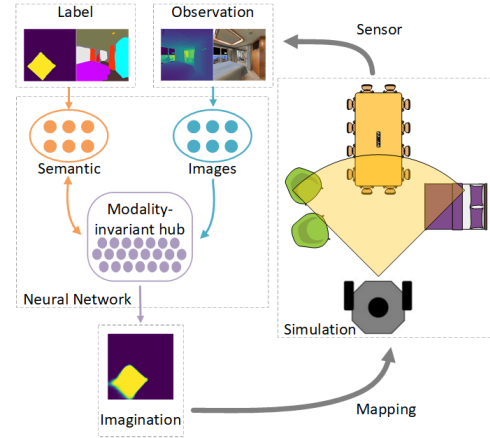 Label
Observation
Sensor
Semantic
Images
Modality-
invariant hub
Neural Network
Simulation
Imagination
Mapping